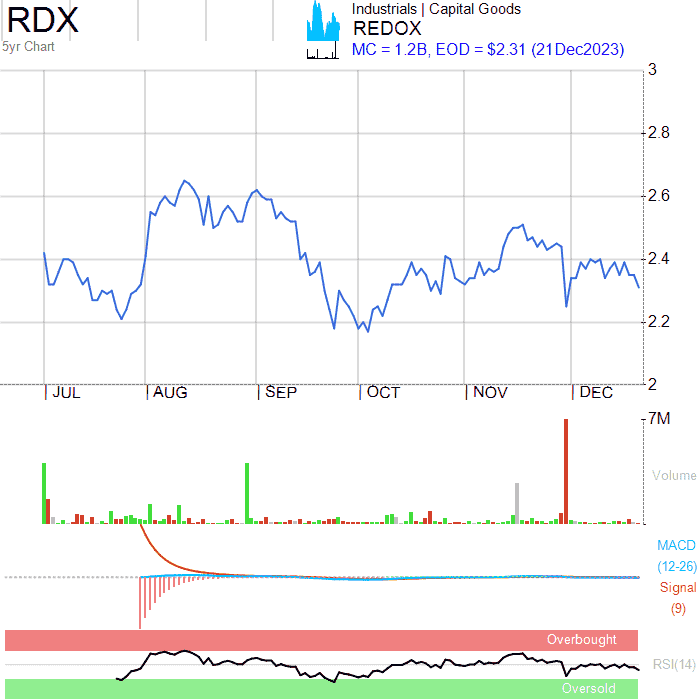 RDX
5yr Chart
Industrials | Capital Goods
REDOX
MC = 1.2B, EOD = $2.31 (21Dec2023)
3
2.8
2.6
2.4
2.2
2
JUL AUG SEP OCT NOV DEC
7M
Volume
MACD
(12-26)
Signal
(9)
Overbought
RSI(14)
Oversold